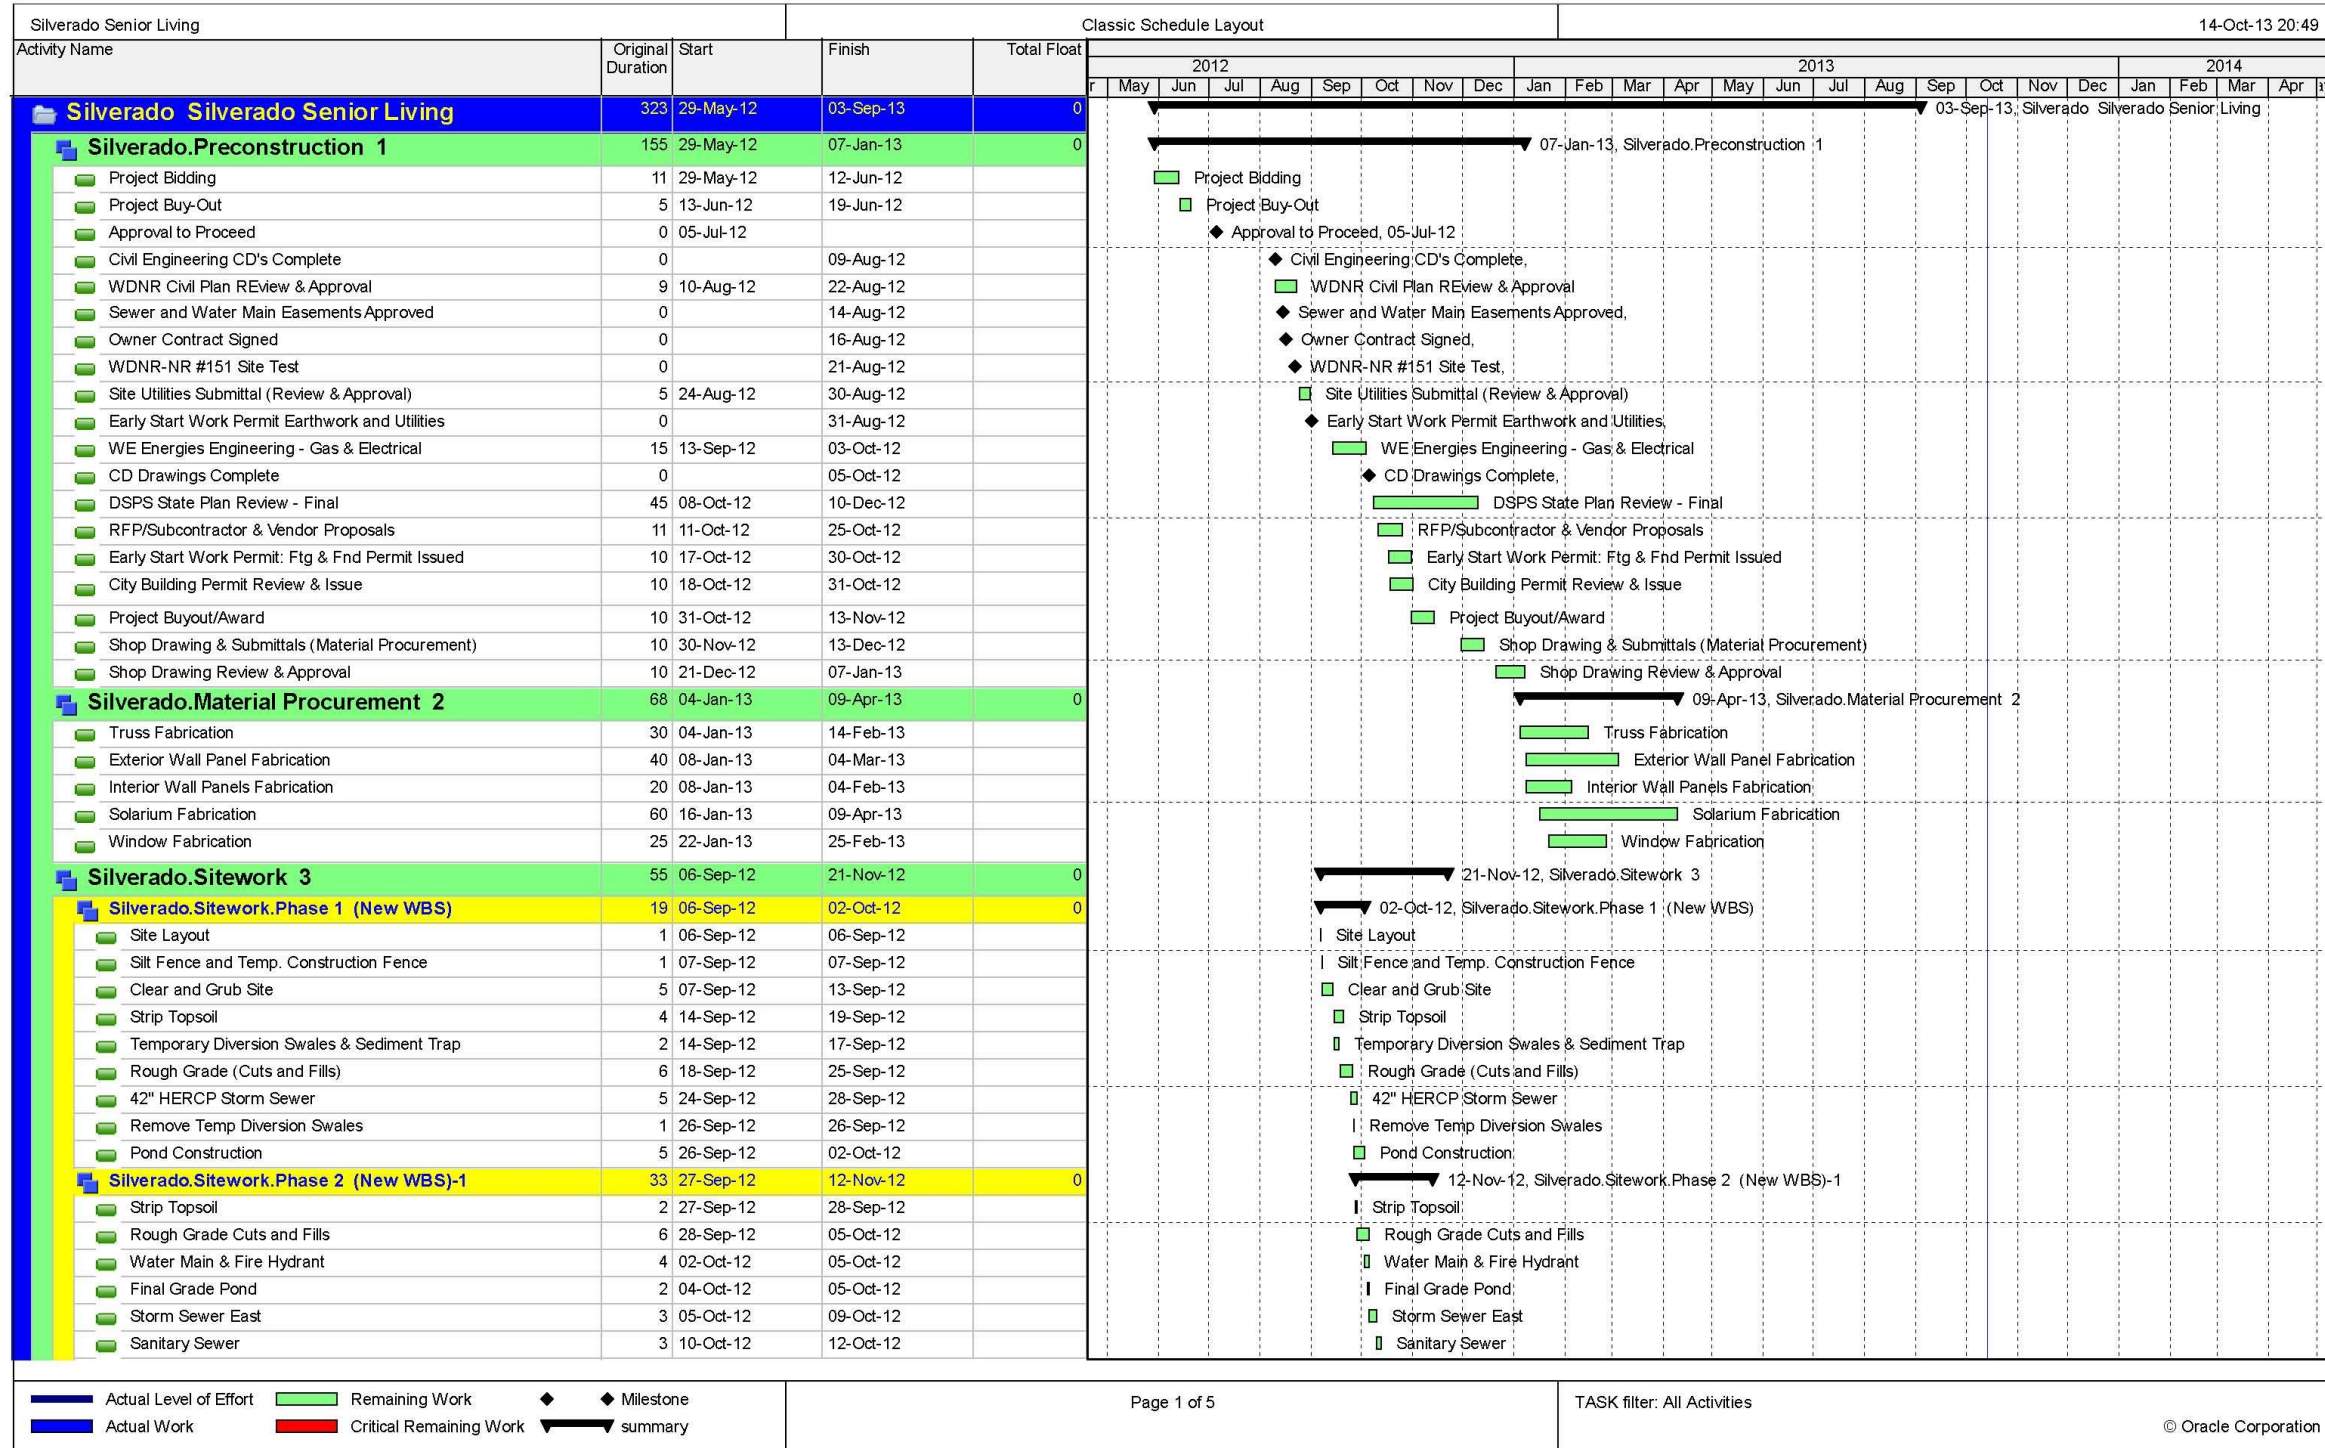 Silverado Senior Living Classic Schedule Layout 14-Oct-13 20:49
Activity Name Original Start Finish Total Float
Duration
2012 2013 2014
r May Jun Jul Aug Sep Oct Nov Dec Jan Feb Mar Apr May Jun Jul Aug Sep Oct Nov Dec Jan Feb Mar Apr
Silverado Silverado Senior Living 323 29-May-12 03-Sep-13 0 03-Sep-13, Silverado Silverado Senior Living
Silverado.Preconstruction 1 155 29-May-12 07-Jan-13 0 07-Jan-13, Silverado.Preconstruction 1
Project Bidding 11 29-May-12 12-Jun-12 Project Bidding
Project Buy-Out 5 13-Jun-12 19-Jun-12 Project Buy-Out
Approval to Proceed 0 05-Jul-12 Approval to Proceed, 05-Jul-12
Civil Engineering CD's Complete 0 09-Aug-12 Civil Engineering CD's Complete,
WDNR Civil Plan REview & Approval 9 10-Aug-12 22-Aug-12 WDNR Civil Plan REview & Approval
Sewer and Water Main Easements Approved 0 14-Aug-12 Sewer and Water Main Easements Approved,
Owner Contract Signed 0 16-Aug-12 Owner Contract Signed,
WDNR-NR #151 Site Test 0 21-Aug-12 WDNR-NR #151 Site Test,
Site Utilities Submittal (Review & Approval) 5 24-Aug-12 30-Aug-12 Site Utilities Submittal (Review & Approval)
Early Start Work Permit Earthwork and Utilities 0 31-Aug-12 Early Start Work Permit Earthwork and Utilities,
WE Energies Engineering - Gas & Electrical 15 13-Sep-12 03-Oct-12 WE Energies Engineering - Gas & Electrical
CD Drawings Complete 0 05-Oct-12 CD Drawings Complete,
DSPS State Plan Review - Final 45 08-Oct-12 10-Dec-12 DSPS State Plan Review - Final
RFP/Subcontractor & Vendor Proposals 11 11-Oct-12 25-Oct-12 RFP/Subcontractor & Vendor Proposals
Early Start Work Permit: Ftg & Fnd Permit Issued 10 17-Oct-12 30-Oct-12 Early Start Work Permit: Ftg & Fnd Permit Issued
City Building Permit Review & Issue 10 18-Oct-12 31-Oct-12 City Building Permit Review & Issue
Project Buyout/Award 10 31-Oct-12 13-Nov-12 Project Buyout/Award
Shop Drawing & Submittals (Material Procurement) 10 30-Nov-12 13-Dec-12 Shop Drawing & Submittals (Material Procurement)
Shop Drawing Review & Approval 10 21-Dec-12 07-Jan-13 Shop Drawing Review & Approval
Silverado.Material Procurement 2 68 04-Jan-13 09-Apr-13 0 09-Apr-13, Silverado.Material Procurement 2
Truss Fabrication 30 04-Jan-13 14-Feb-13 Truss Fabrication
Exterior Wall Panel Fabrication 40 08-Jan-13 04-Mar-13 Exterior Wall Panel Fabrication
Interior Wall Panels Fabrication 20 08-Jan-13 04-Feb-13 Interior Wall Panels Fabrication
Solarium Fabrication 60 16-Jan-13 09-Apr-13 Solarium Fabrication
Window Fabrication 25 22-Jan-13 25-Feb-13 Window Fabrication
Silverado.Sitework 3 55 06-Sep-12 21-Nov-12 0 21-Nov-12, Silverado.Sitework 3
Silverado.Sitework.Phase 1 (New WBS) 19 06-Sep-12 02-Oct-12 0 02-Oct-12, Silverado.Sitework.Phase 1 (New WBS)
Site Layout 1 06-Sep-12 06-Sep-12 Site Layout
Silt Fence and Temp. Construction Fence 1 07-Sep-12 07-Sep-12 Silt Fence and Temp. Construction Fence
Clear and Grub Site 5 07-Sep-12 13-Sep-12 Clear and Grub Site
Strip Topsoil 4 14-Sep-12 19-Sep-12 Strip Topsoil
Temporary Diversion Swales & Sediment Trap 2 14-Sep-12 17-Sep-12 Temporary Diversion Swales & Sediment Trap
Rough Grade (Cuts and Fills) 6 18-Sep-12 25-Sep-12 Rough Grade (Cuts and Fills)
42" HERCP Storm Sewer 5 24-Sep-12 28-Sep-12 42" HERCP Storm Sewer
Remove Temp Diversion Swales 1 26-Sep-12 26-Sep-12 Remove Temp Diversion Swales
Pond Construction 5 26-Sep-12 02-Oct-12 Pond Construction
Silverado.Sitework.Phase 2 (New WBS)-1 33 27-Sep-12 12-Nov-12 0 12-Nov-12, Silverado.Sitework.Phase 2 (New WBS)-1
Strip Topsoil 2 27-Sep-12 28-Sep-12 Strip Topsoil
Rough Grade Cuts and Fills 6 28-Sep-12 05-Oct-12 Rough Grade Cuts and Fills
Water Main & Fire Hydrant 4 02-Oct-12 05-Oct-12 Water Main & Fire Hydrant
Final Grade Pond 2 04-Oct-12 05-Oct-12 Final Grade Pond
Storm Sewer East 3 05-Oct-12 09-Oct-12 Storm Sewer East
Sanitary Sewer 3 10-Oct-12 12-Oct-12 Sanitary Sewer
Actual Level of Effort Remaining Work Milestone Page 1 of 5 TASK filter: All Activities
Actual Work Critical Remaining Work summary © Oracle Corporation